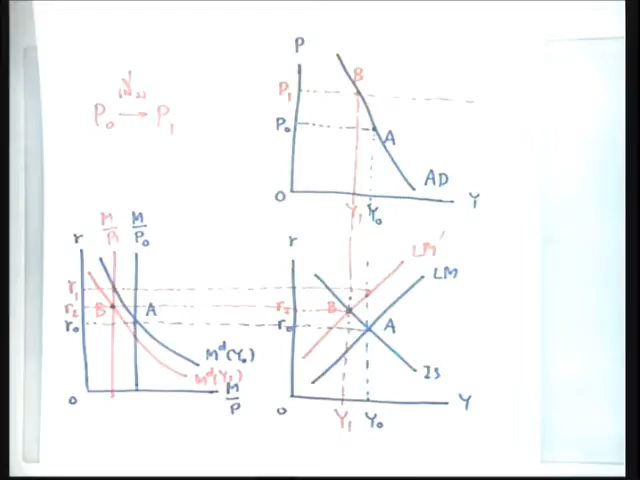 P₀ → P₁
P
P₁
B
P₀
A
AD
0
Y₁ Y₀
Y
M/P₁
M/P₀
r
r₁
r₂
r₀
B
A
Mᵈ(Y₀)
Mᵈ(Y₁)
0
M/P
r
LM′
LM
r₂
B
r₀
A
IS
0
Y₁ Y₀
Y